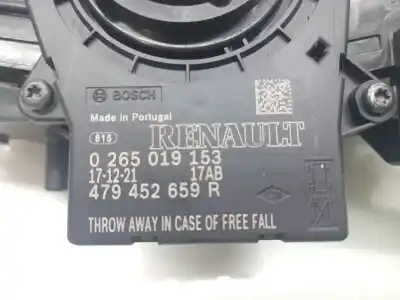 BOSCH
Made in Portugal
815
RENAULT
0 265 019 153
17-12-21 17AB
479 452 659 R
THROW AWAY IN CASE OF FREE FALL